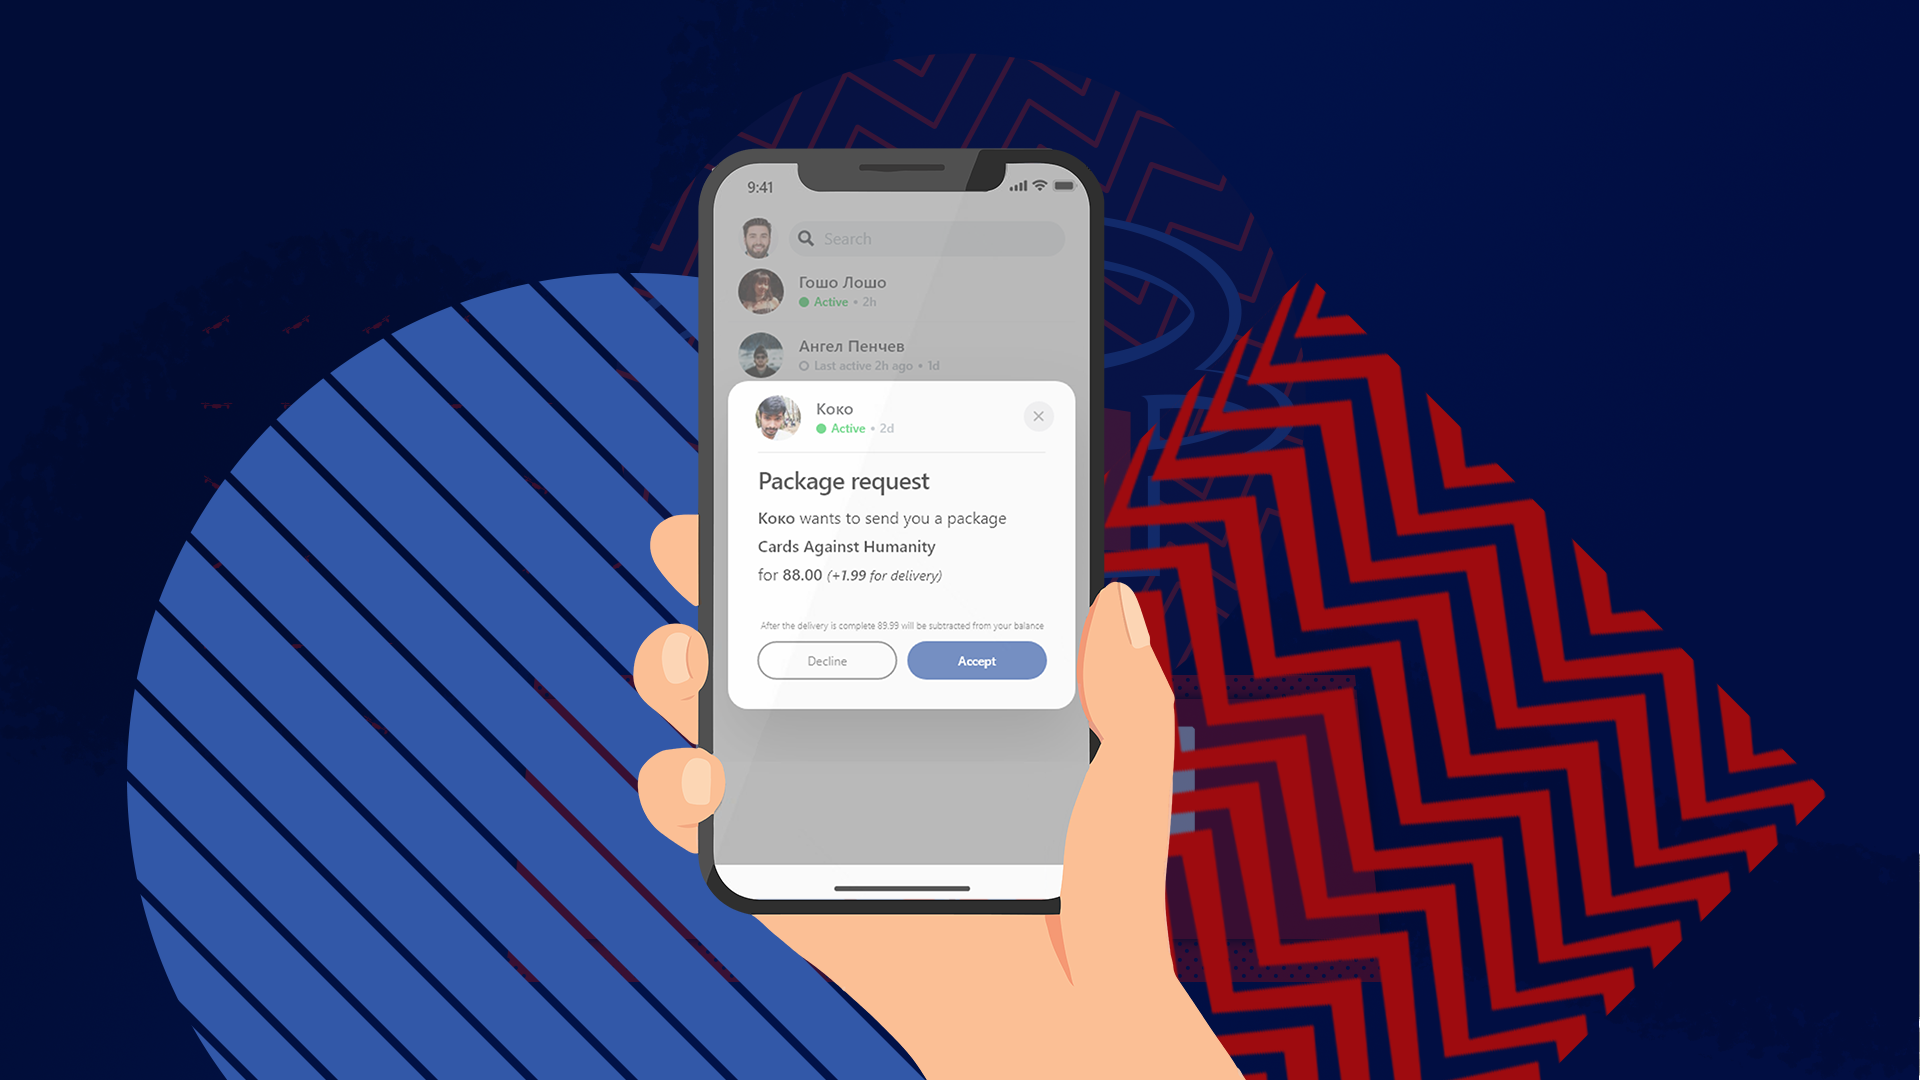 9:41
Search
Гошо Лошо
Active • 2h
Ангел Пенчев
Last active 2h ago • 1d
Коко
Active • 2d
Package request
Коко wants to send you a package
Cards Against Humanity
for 88.00 (+1.99 for delivery)
After the delivery is complete 89.99 will be subtracted from your balance
Decline
Accept